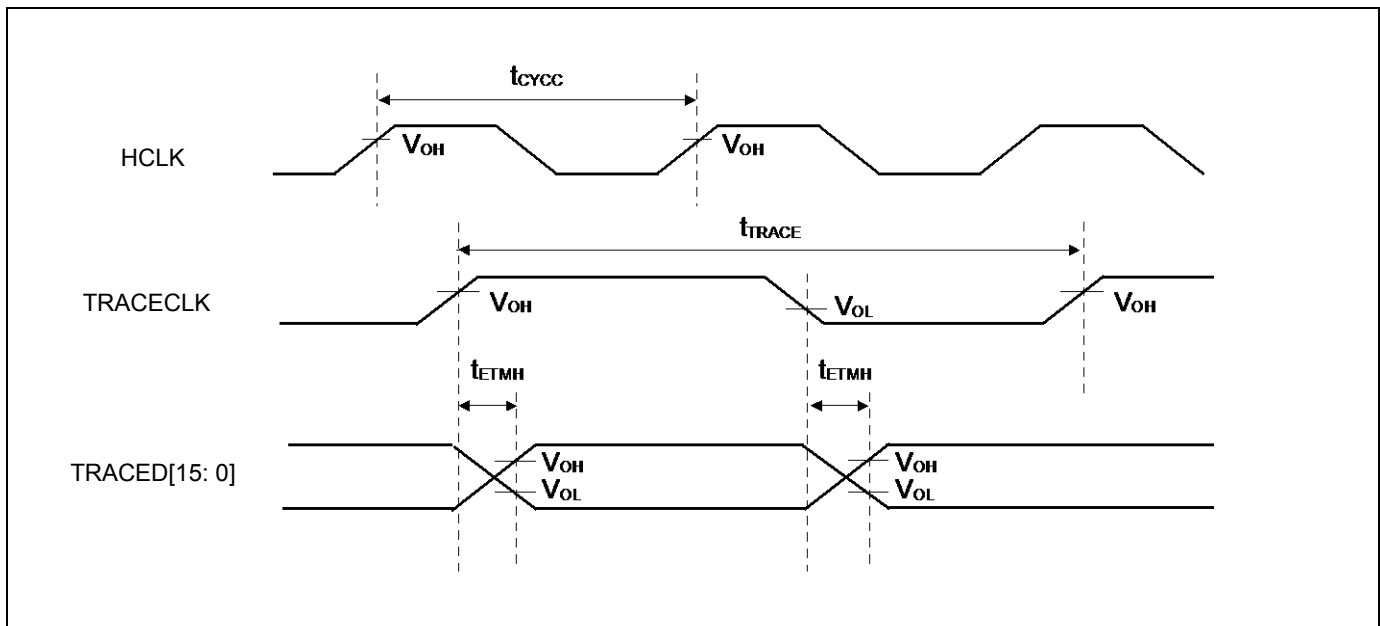 tCYCC
HCLK
VOH
VOH
tTRACE
TRACECLK
VOH
VOL
VOH
tETMH
tETMH
TRACED[15: 0]
VOH
VOH
VOL
VOL